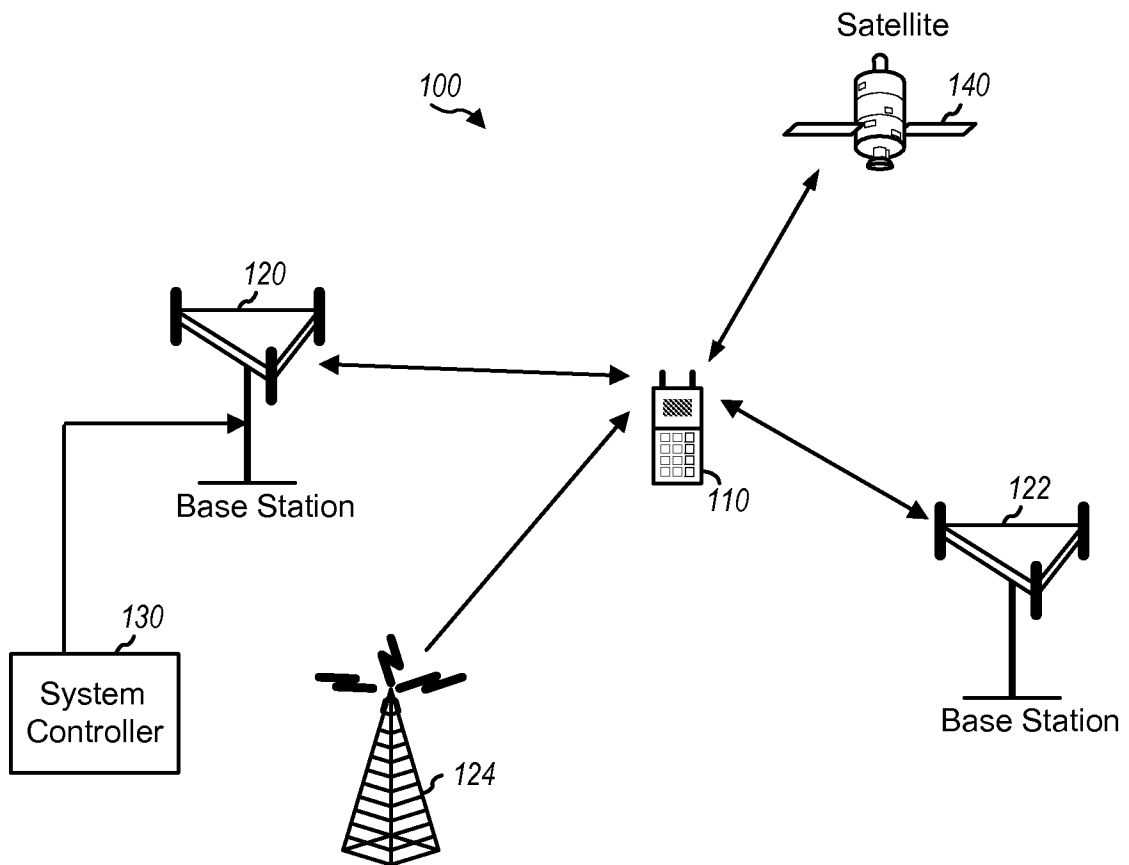 Satellite
100
140
120
Base Station
110
122
130
System
Controller
124
Base Station